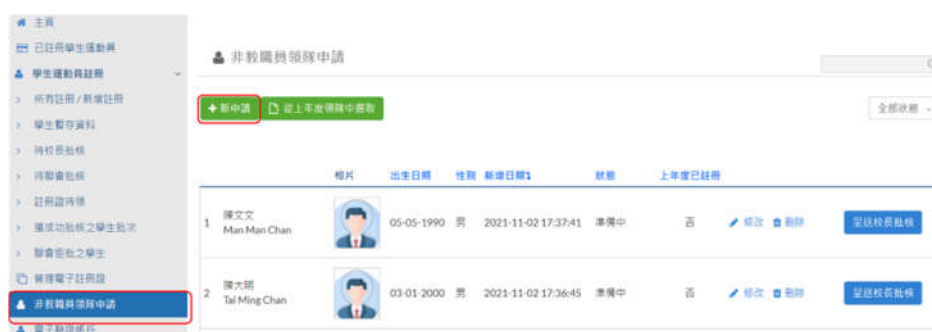 主頁
已註冊學生運動員
學生運動員註冊
所有註冊/新增註冊
學生暫存資料
待校長批核
待聯會批核
註冊證待領
獲成功批核之學生批次
聯會拒批之學生
管理電子註冊證
非教職員領隊申請
電子驗證帳戶
非教職員領隊申請
新申請
從上年度領隊中選取
全部狀態
相片 出生日期 性別 新增日期 狀態 上年度已註冊
1 陳文文 Man Man Chan 05-05-1990 男 2021-11-02 17:37:41 準備中 否 修改 刪除 呈送校長批核
2 陳大明 Tai Ming Chan 03-01-2000 男 2021-11-02 17:36:45 準備中 否 修改 刪除 呈送校長批核